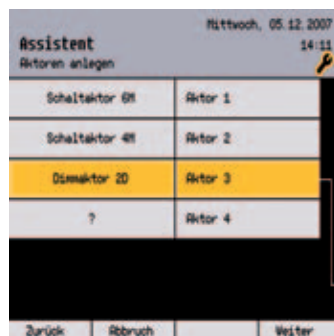 Mittwoch, 05.12.2007
Assistent 14:11
Aktoren anlegen
Schaltaktor 6M Aktor 1
Schaltaktor 4M Aktor 2
Dimmaktor 2D Aktor 3
? Aktor 4
Zurück Abbruch Weiter